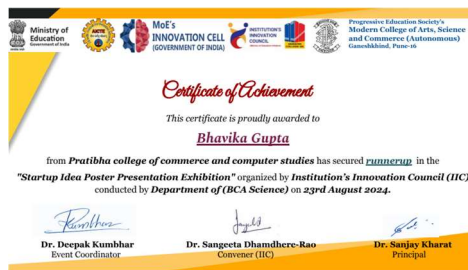 Ministry of
Education
Government of India
AICTE
MoE's
INNOVATION CELL
(GOVERNMENT OF INDIA)
INSTITUTION'S
INNOVATION
COUNCIL
Progressive Education Society's
Modern College of Arts, Science
and Commerce (Autonomous)
Ganeshkhind, Pune-16
Certificate of Achievement
This certificate is proudly awarded to
Bhavika Gupta
from Pratibha college of commerce and computer studies has secured runnerup in the
"Startup Idea Poster Presentation Exhibition" organized by Institution's Innovation Council (IIC)
conducted by Department of (BCA Science) on 23rd August 2024.
Dr. Deepak Kumbhar
Event Coordinator
Dr. Sangeeta Dhamdhere-Rao
Convener (IIC)
Dr. Sanjay Kharat
Principal